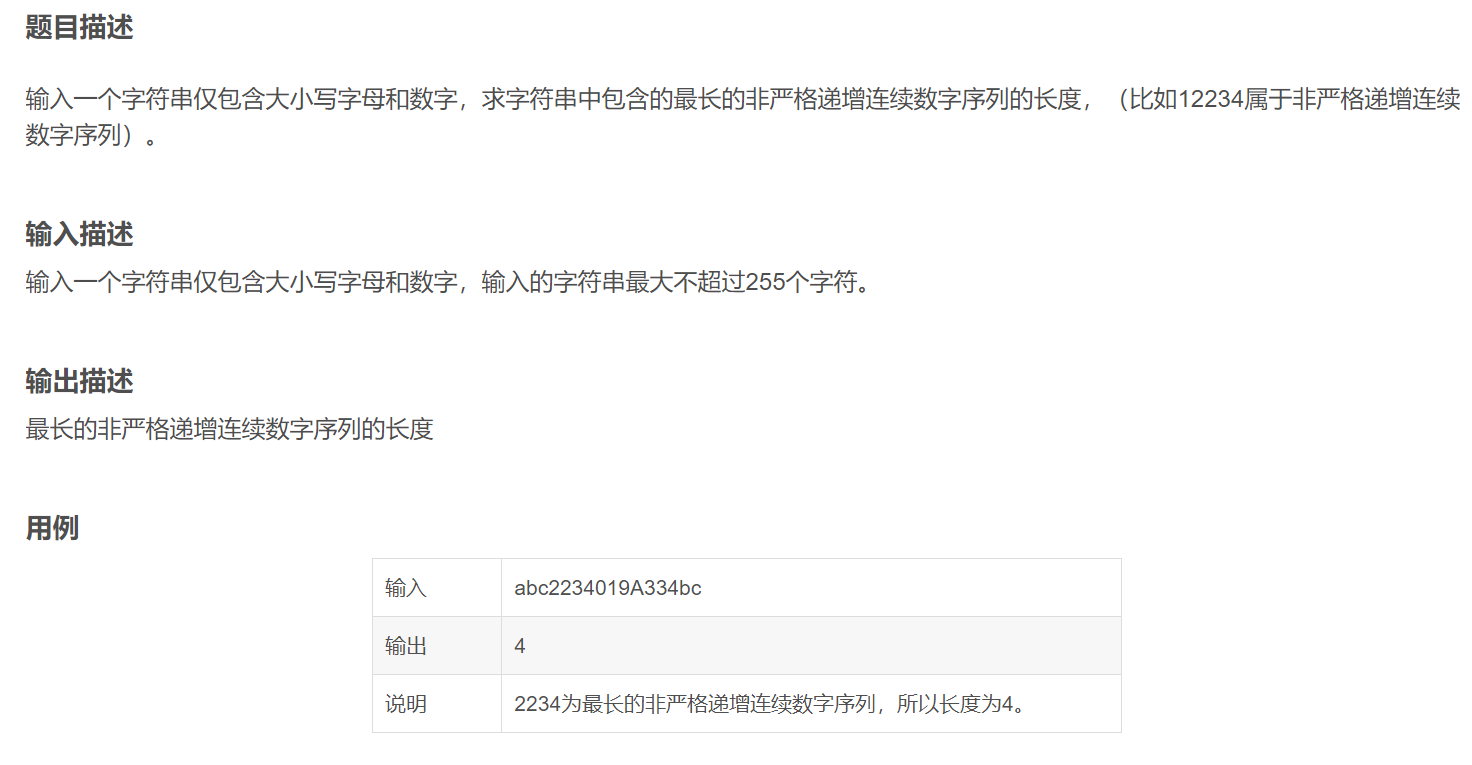 题目描述
输入一个字符串仅包含大小写字母和数字，求字符串中包含的最长的非严格递增连续数字序列的长度，（比如12234属于非严格递增连续
数字序列）。
输入描述
输入一个字符串仅包含大小写字母和数字，输入的字符串最大不超过255个字符。
输出描述
最长的非严格递增连续数字序列的长度
用例
输入 abc2234019A334bc
输出 4
说明 2234为最长的非严格递增连续数字序列，所以长度为4。